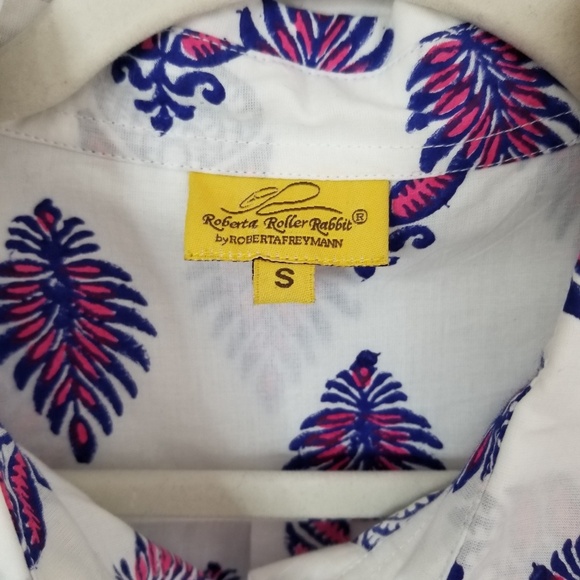 Roberta Roller Rabbit®
by ROBERTAFREYMANN
S